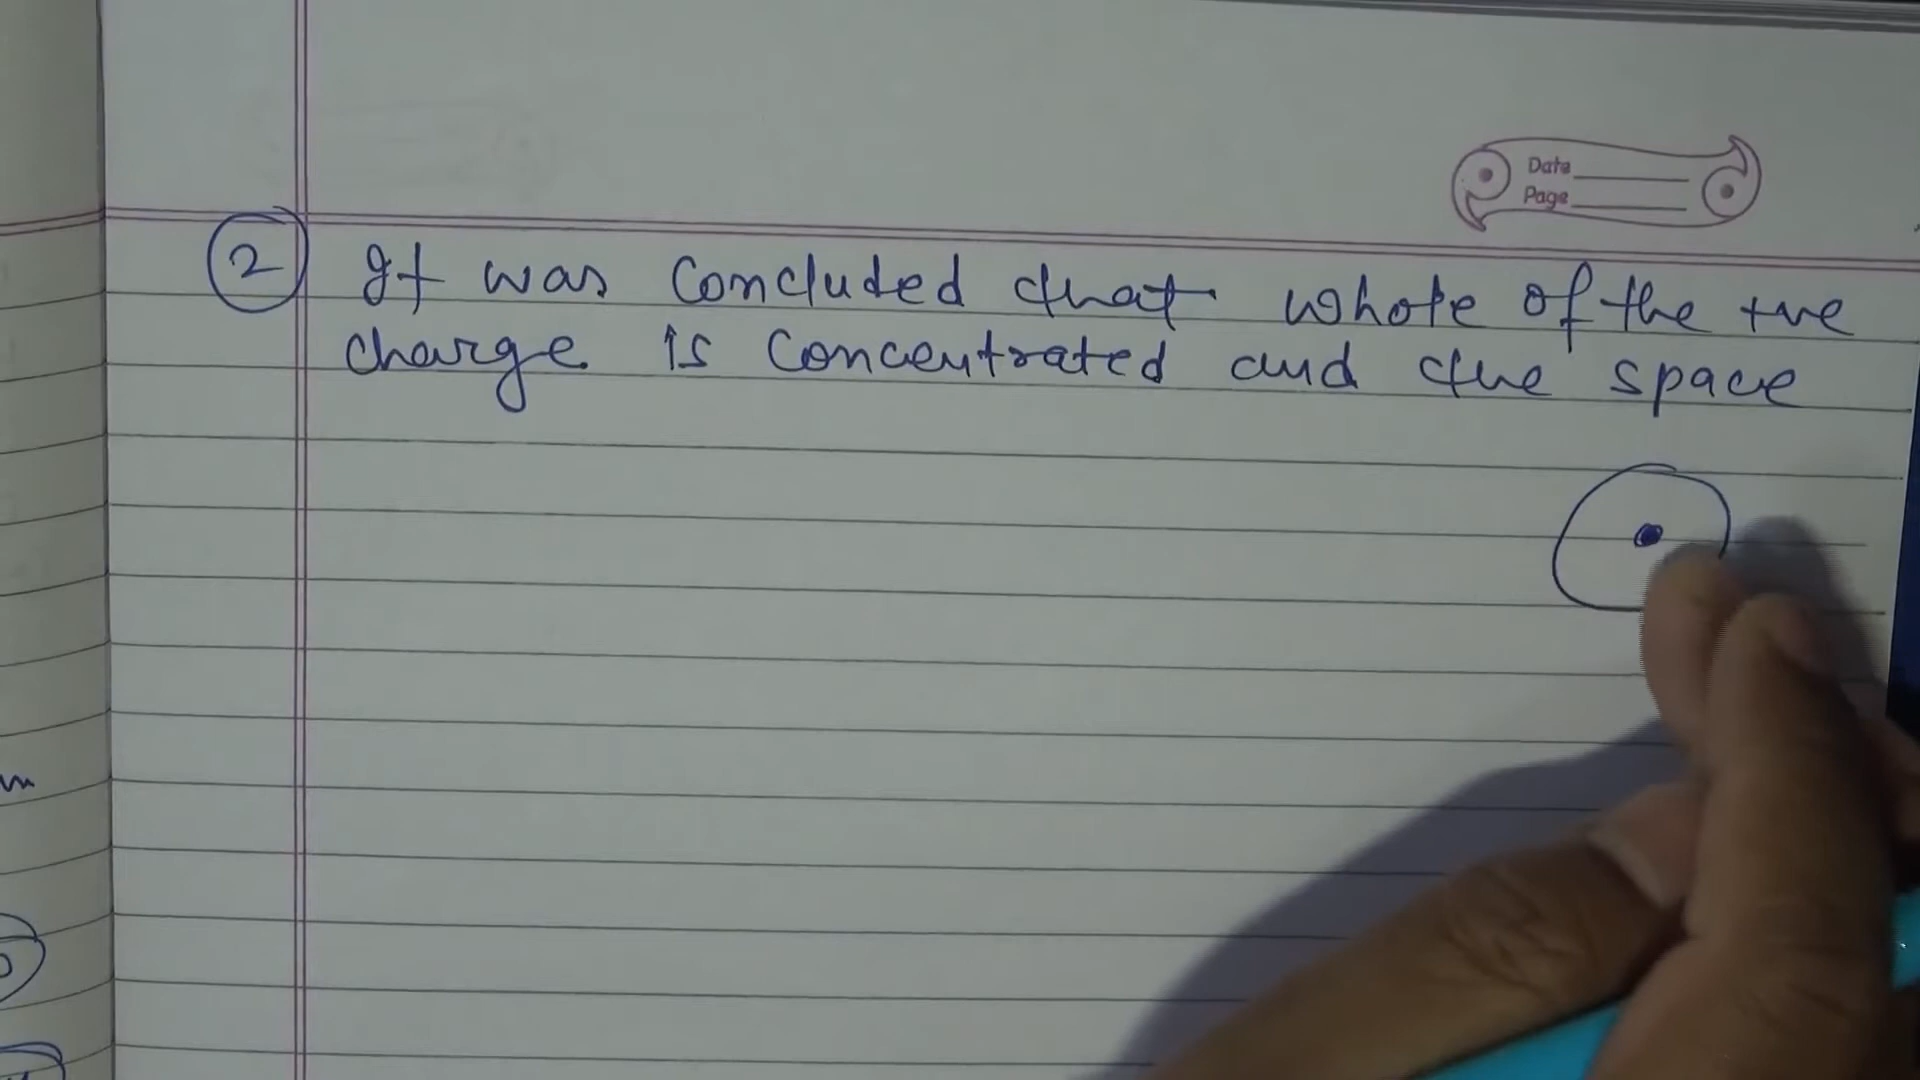 Date
Page
2 It was concluded that whole of the +ve
charge is concentrated and the space
m